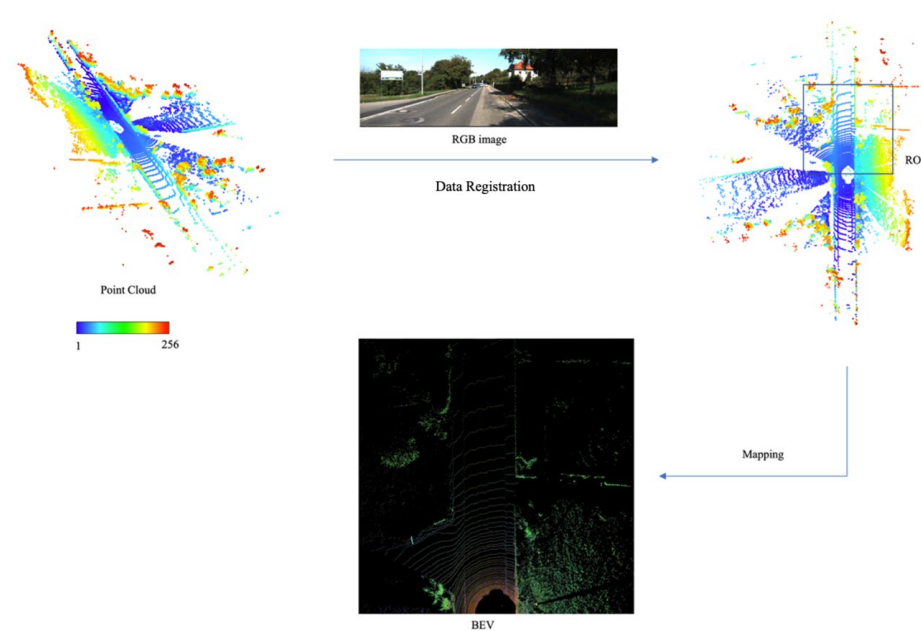 RGB image
Data Registration
RO
Point Cloud
1 256
Mapping
BEV